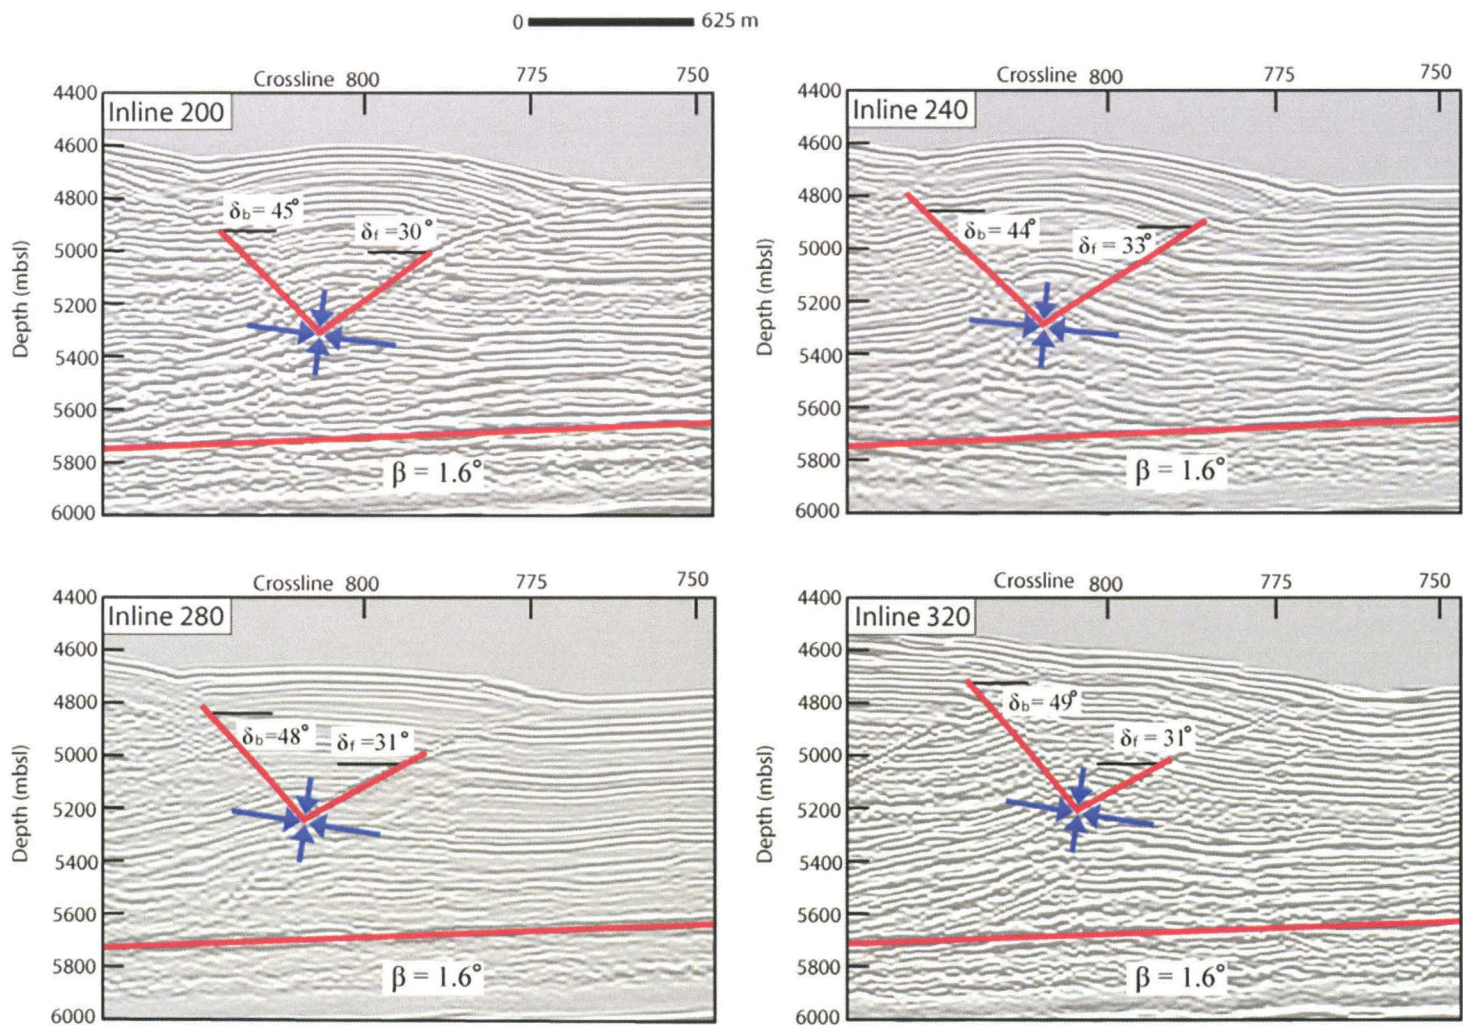 0 625 m
Crossline 800 775 750
Inline 200
4400
4600
4800
5000
5200
5400
5600
5800
6000
Depth (mbsl)
δb= 45°
δf =30°
β = 1.6°
Crossline 800 775 750
Inline 240
4400
4600
4800
5000
5200
5400
5600
5800
6000
Depth (mbsl)
δb= 44°
δf =33°
β = 1.6°
Crossline 800 775 750
Inline 280
4400
4600
4800
5000
5200
5400
5600
5800
6000
Depth (mbsl)
δb=48°
δf =31°
β = 1.6°
Crossline 800 775 750
Inline 320
4400
4600
4800
5000
5200
5400
5600
5800
6000
Depth (mbsl)
δb= 49°
δf =31°
β = 1.6°